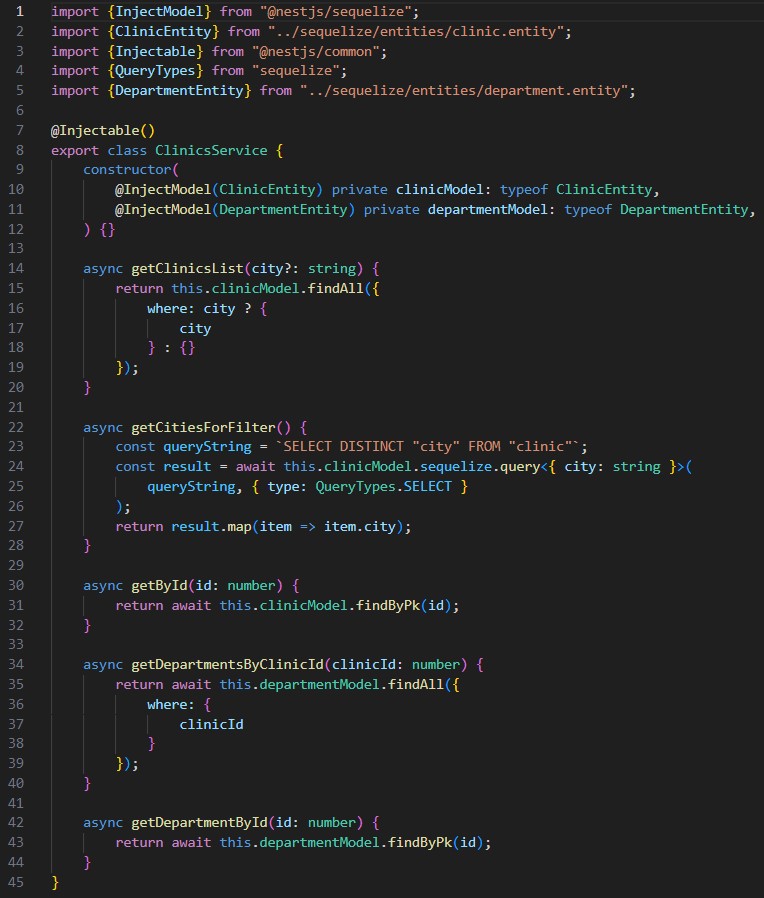 1 import {InjectModel} from "@nestjs/sequelize";
2 import {ClinicEntity} from "../sequelize/entities/clinic.entity";
3 import {Injectable} from "@nestjs/common";
4 import {QueryTypes} from "sequelize";
5 import {DepartmentEntity} from "../sequelize/entities/department.entity";
6
7 @Injectable()
8 export class ClinicsService {
9     constructor(
10         @InjectModel(ClinicEntity) private clinicModel: typeof ClinicEntity,
11         @InjectModel(DepartmentEntity) private departmentModel: typeof DepartmentEntity,
12     ) {}
13
14     async getClinicsList(city?: string) {
15         return this.clinicModel.findAll({
16             where: city ? {
17                 city
18             } : {}
19         });
20     }
21
22     async getCitiesForFilter() {
23         const queryString = `SELECT DISTINCT "city" FROM "clinic"`;
24         const result = await this.clinicModel.sequelize.query<{ city: string }>(
25             queryString, { type: QueryTypes.SELECT }
26         );
27         return result.map(item => item.city);
28     }
29
30     async getById(id: number) {
31         return await this.clinicModel.findByPk(id);
32     }
33
34     async getDepartmentsByClinicId(clinicId: number) {
35         return await this.departmentModel.findAll({
36             where: {
37                 clinicId
38             }
39         });
40     }
41
42     async getDepartmentById(id: number) {
43         return await this.departmentModel.findByPk(id);
44     }
45 }